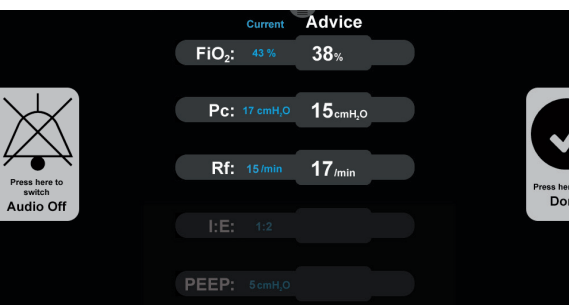 Current Advice
FiO₂: 43 % 38%
Pc: 17 cmH₂O 15cmH₂O
Rf: 15/min 17/min
I:E: 1:2
PEEP: 5cmH₂O
Press here to
switch
Audio Off
Press
Do